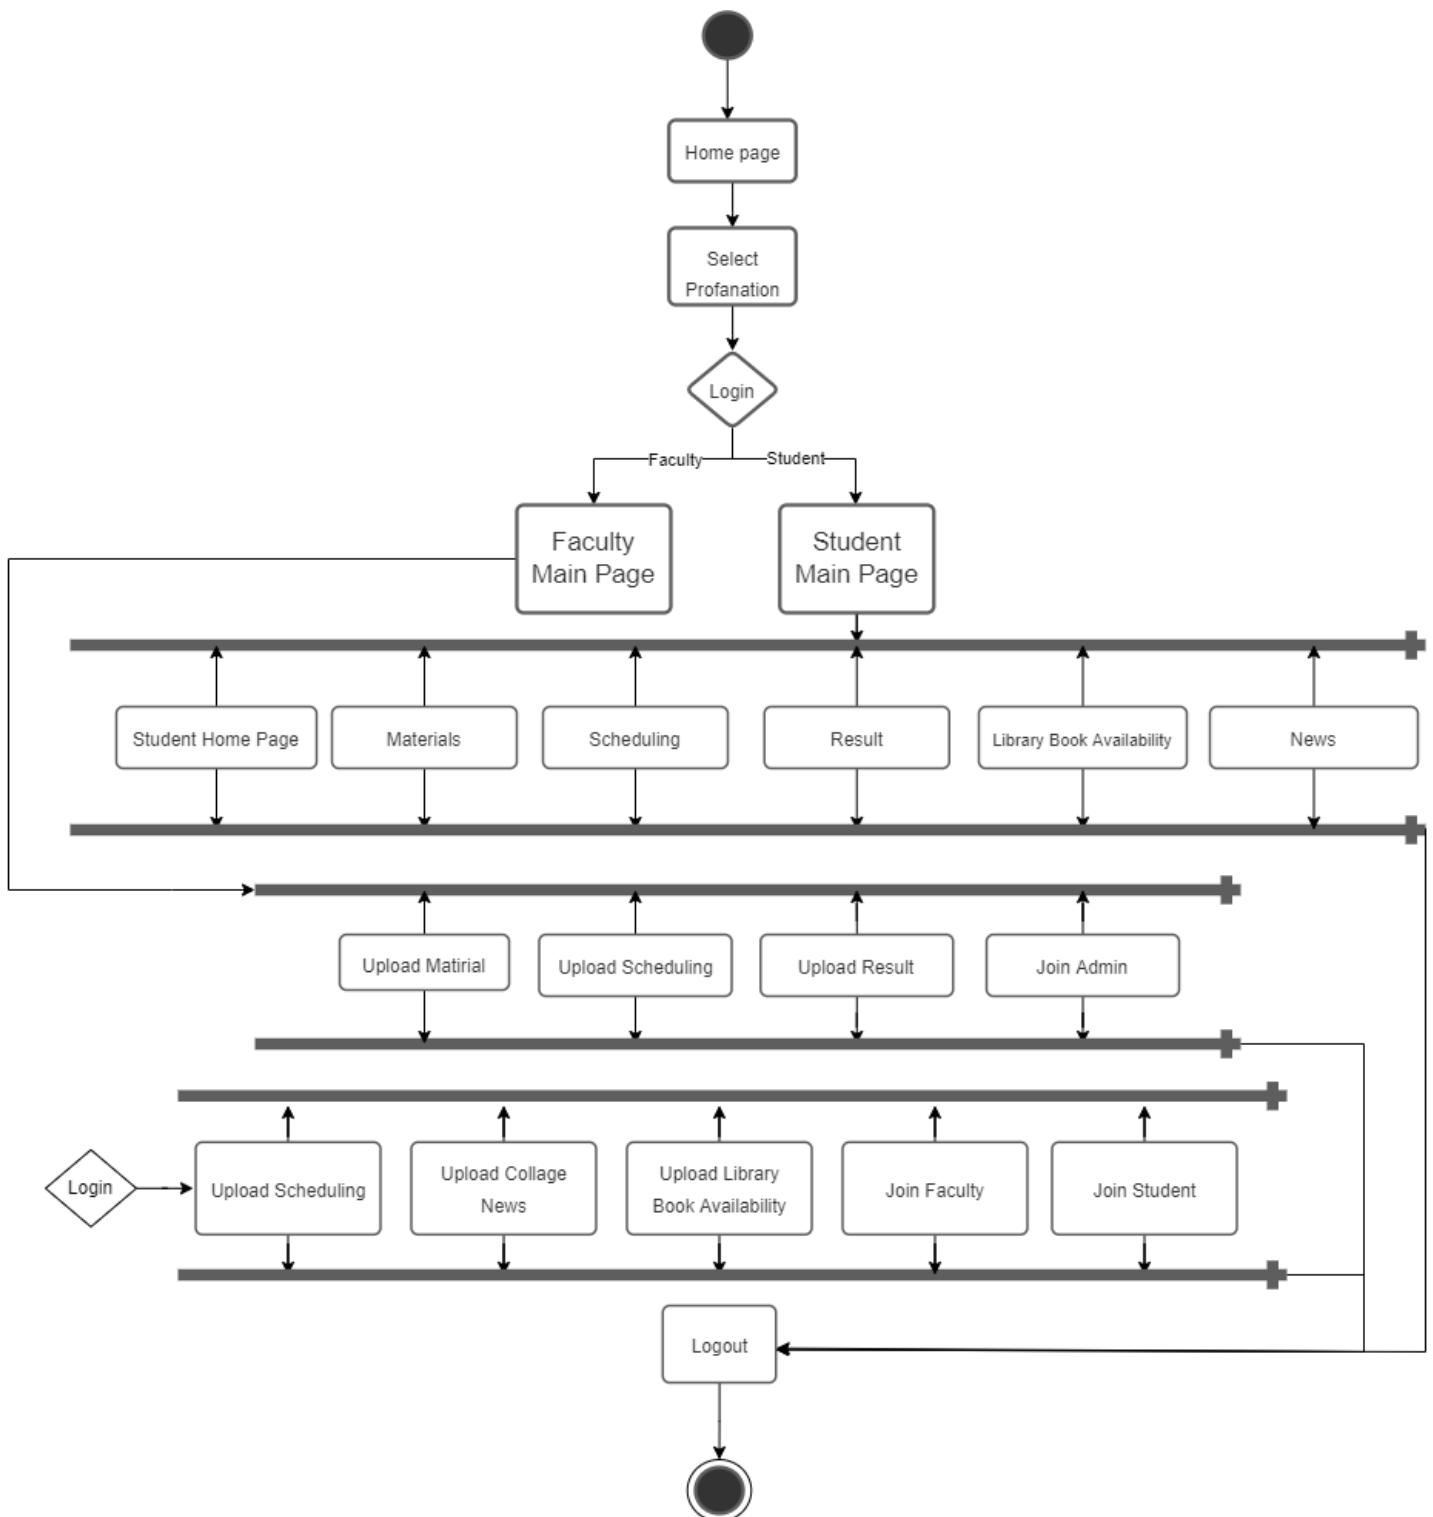 Home page
Select
Profanation
Login
Faculty
Student
Faculty
Main Page
Student
Main Page
Student Home Page
Materials
Scheduling
Result
Library Book Availability
News
Upload Matirial
Upload Scheduling
Upload Result
Join Admin
Login
Upload Scheduling
Upload Collage
News
Upload Library
Book Availability
Join Faculty
Join Student
Logout